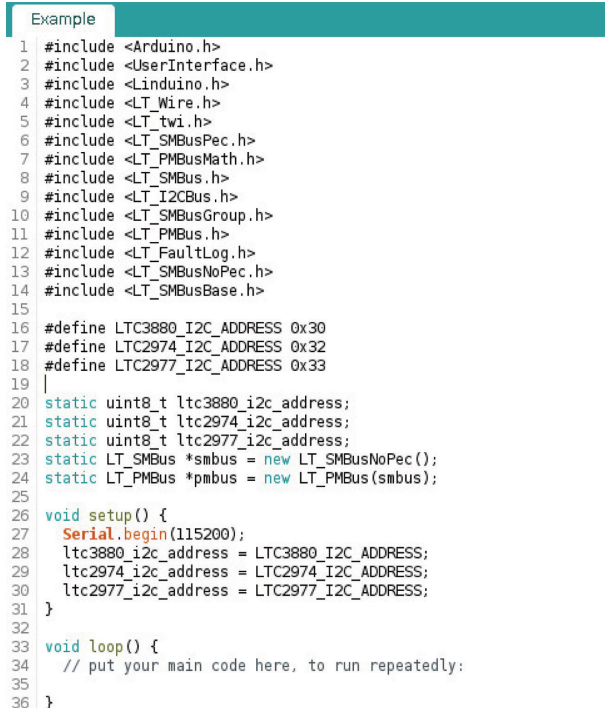 Example
1 #include <Arduino.h>
2 #include <UserInterface.h>
3 #include <Linduino.h>
4 #include <LT_Wire.h>
5 #include <LT_twi.h>
6 #include <LT_SMBusPec.h>
7 #include <LT_PMBusMath.h>
8 #include <LT_SMBus.h>
9 #include <LT_I2CBus.h>
10 #include <LT_SMBusGroup.h>
11 #include <LT_PMBus.h>
12 #include <LT_FaultLog.h>
13 #include <LT_SMBusNoPec.h>
14 #include <LT_SMBusBase.h>
15
16 #define LTC3880_I2C_ADDRESS 0x30
17 #define LTC2974_I2C_ADDRESS 0x32
18 #define LTC2977_I2C_ADDRESS 0x33
19
20 static uint8_t ltc3880_i2c_address;
21 static uint8_t ltc2974_i2c_address;
22 static uint8_t ltc2977_i2c_address;
23 static LT_SMBus *smbus = new LT_SMBusNoPec();
24 static LT_PMBus *pmbus = new LT_PMBus(smbus);
25
26 void setup() {
27   Serial.begin(115200);
28   ltc3880_i2c_address = LTC3880_I2C_ADDRESS;
29   ltc2974_i2c_address = LTC2974_I2C_ADDRESS;
30   ltc2977_i2c_address = LTC2977_I2C_ADDRESS;
31 }
32
33 void loop() {
34   // put your main code here, to run repeatedly:
35
36 }